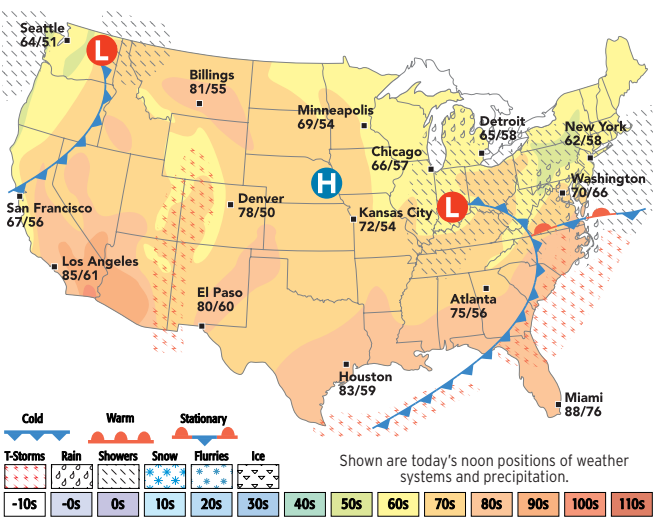 Seattle
64/51
L
Billings
81/55
Minneapolis
69/54
Detroit
65/58
New York
62/58
Chicago
66/57
Washington
70/66
H
L
San Francisco
67/56
Denver
78/50
Kansas City
72/54
Los Angeles
85/61
El Paso
80/60
Atlanta
75/56
Houston
83/59
Miami
88/76
Cold
Warm
Stationary
T-Storms
Rain
Showers
Snow
Flurries
Ice
Shown are today's noon positions of weather
systems and precipitation.
-10s
-0s
0s
10s
20s
30s
40s
50s
60s
70s
80s
90s
100s
110s